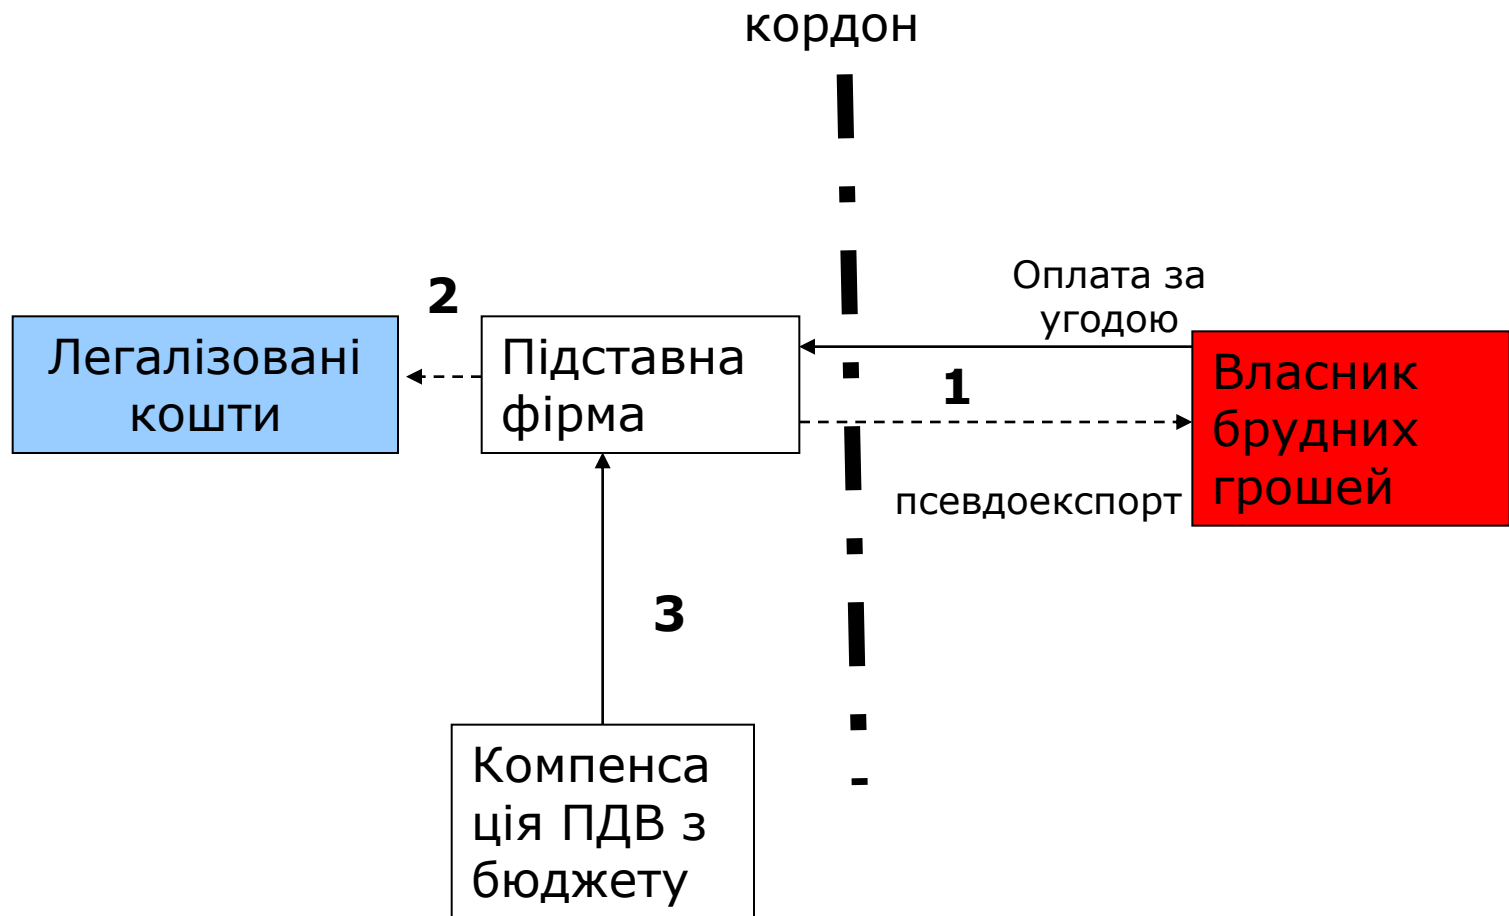 кордон
Оплата за
угодою
2
Легалізовані
кошти
Підставна
фірма
1
Власник
брудних
грошей
псевдоекспорт
3
Компенса
ція ПДВ з
бюджету